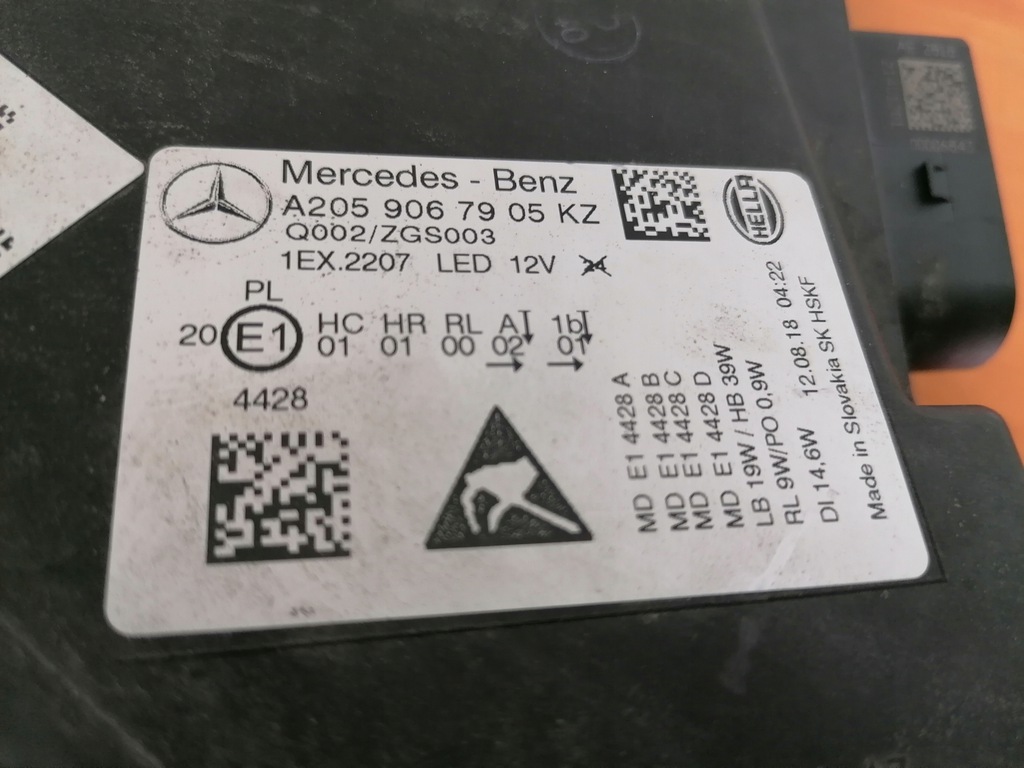 Mercedes - Benz
A205 906 79 05 KZ
Q002/ZGS003
1EX.2207 LED 12V
HELLA
PL
20 E1 HC HR RL A 1b
01 01 00 02 01
4428
MD E1 4428 A
MD E1 4428 B
MD E1 4428 C
MD E1 4428 D
LB 19W / HB 39W
RL 9W/PO 0,9W
DI 14,6W 12.08.18 04:22
Made in Slovakia SK HSKF